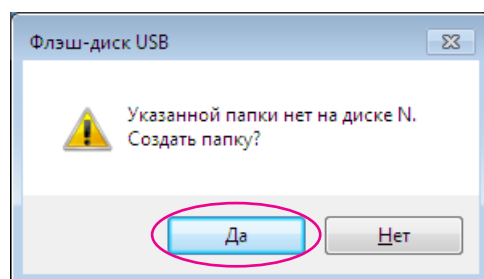 Флэш-диск USB
Указанной папки нет на диске N.
Создать папку?
Да
Нет